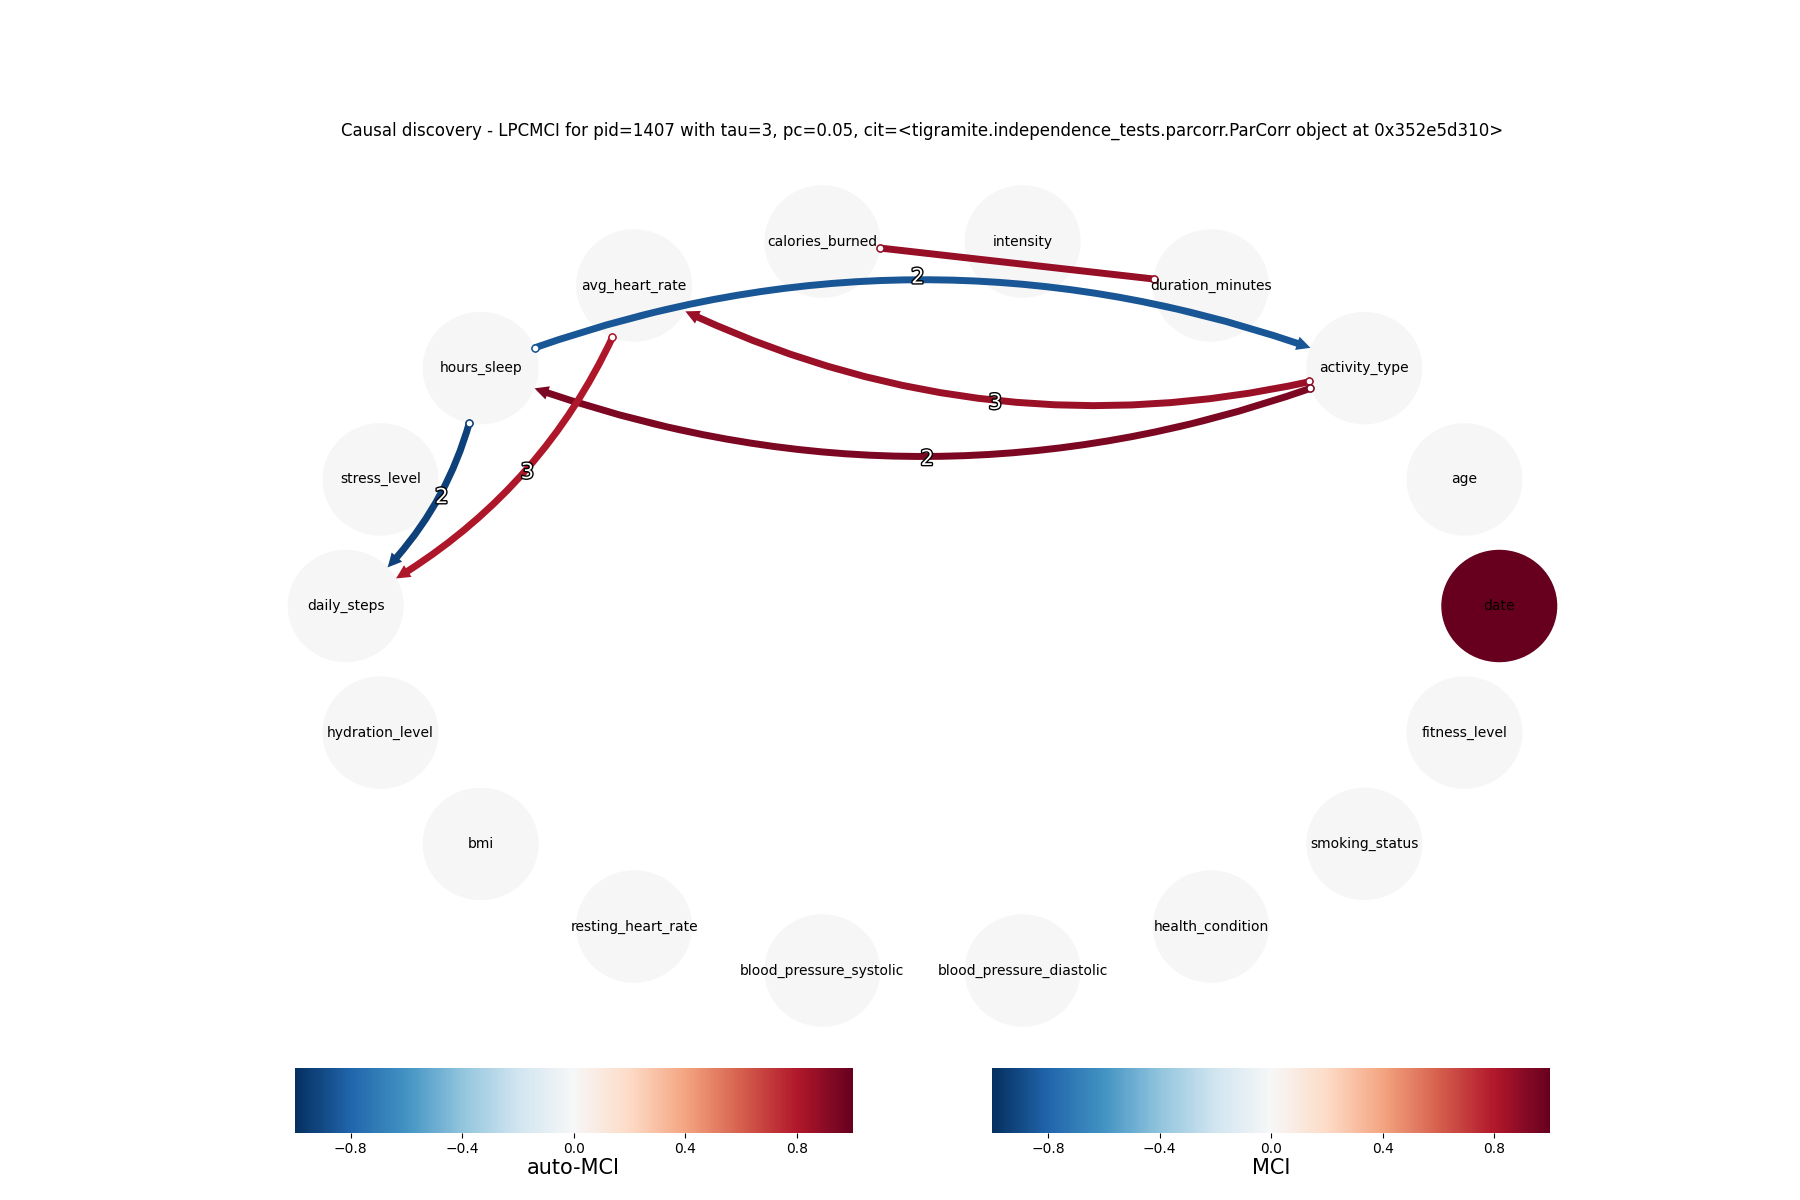 Causal discovery - LPCMCI for pid=1407 with tau=3, pc=0.05, cit=<tigramite.independence_tests.parcorr.ParCorr object at 0x352e5d310>
calories_burned
intensity
avg_heart_rate
2
duration_minutes
hours_sleep
activity_type
3
2
stress_level
2
3
age
daily_steps
date
hydration_level
fitness_level
bmi
smoking_status
resting_heart_rate
health_condition
blood_pressure_systolic
blood_pressure_diastolic
−0.8 −0.4 0.0 0.4 0.8
auto-MCI
−0.8 −0.4 0.0 0.4 0.8
MCI